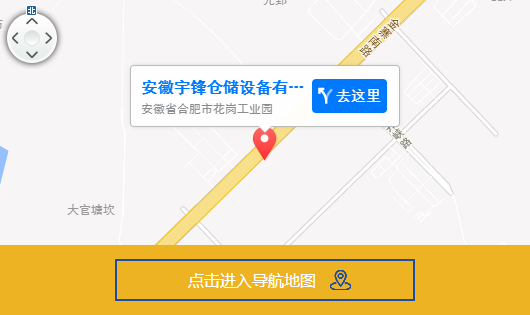 北
金寨南路
安徽宇锋仓储设备有···
去这里
安徽省合肥市花岗工业园
大官塘坎
点击进入导航地图